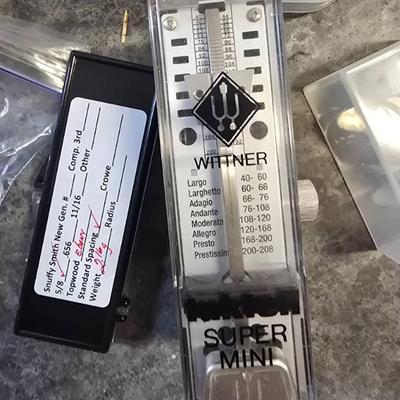 Snuffy Smith New Gen. #
5/8 ✓ .656 11/16 Comp. 3rd
Topwood ebony Other
Standard Spacing ✓ Crowe
Weight 2.1g Radius
WITTNER
Largo 40- 60
Larghetto 60- 66
Adagio 66- 76
Andante 76-108
Moderato 108-120
Allegro 120-168
Presto 168-200
Prestissimo 200-208
SUPER
MINI